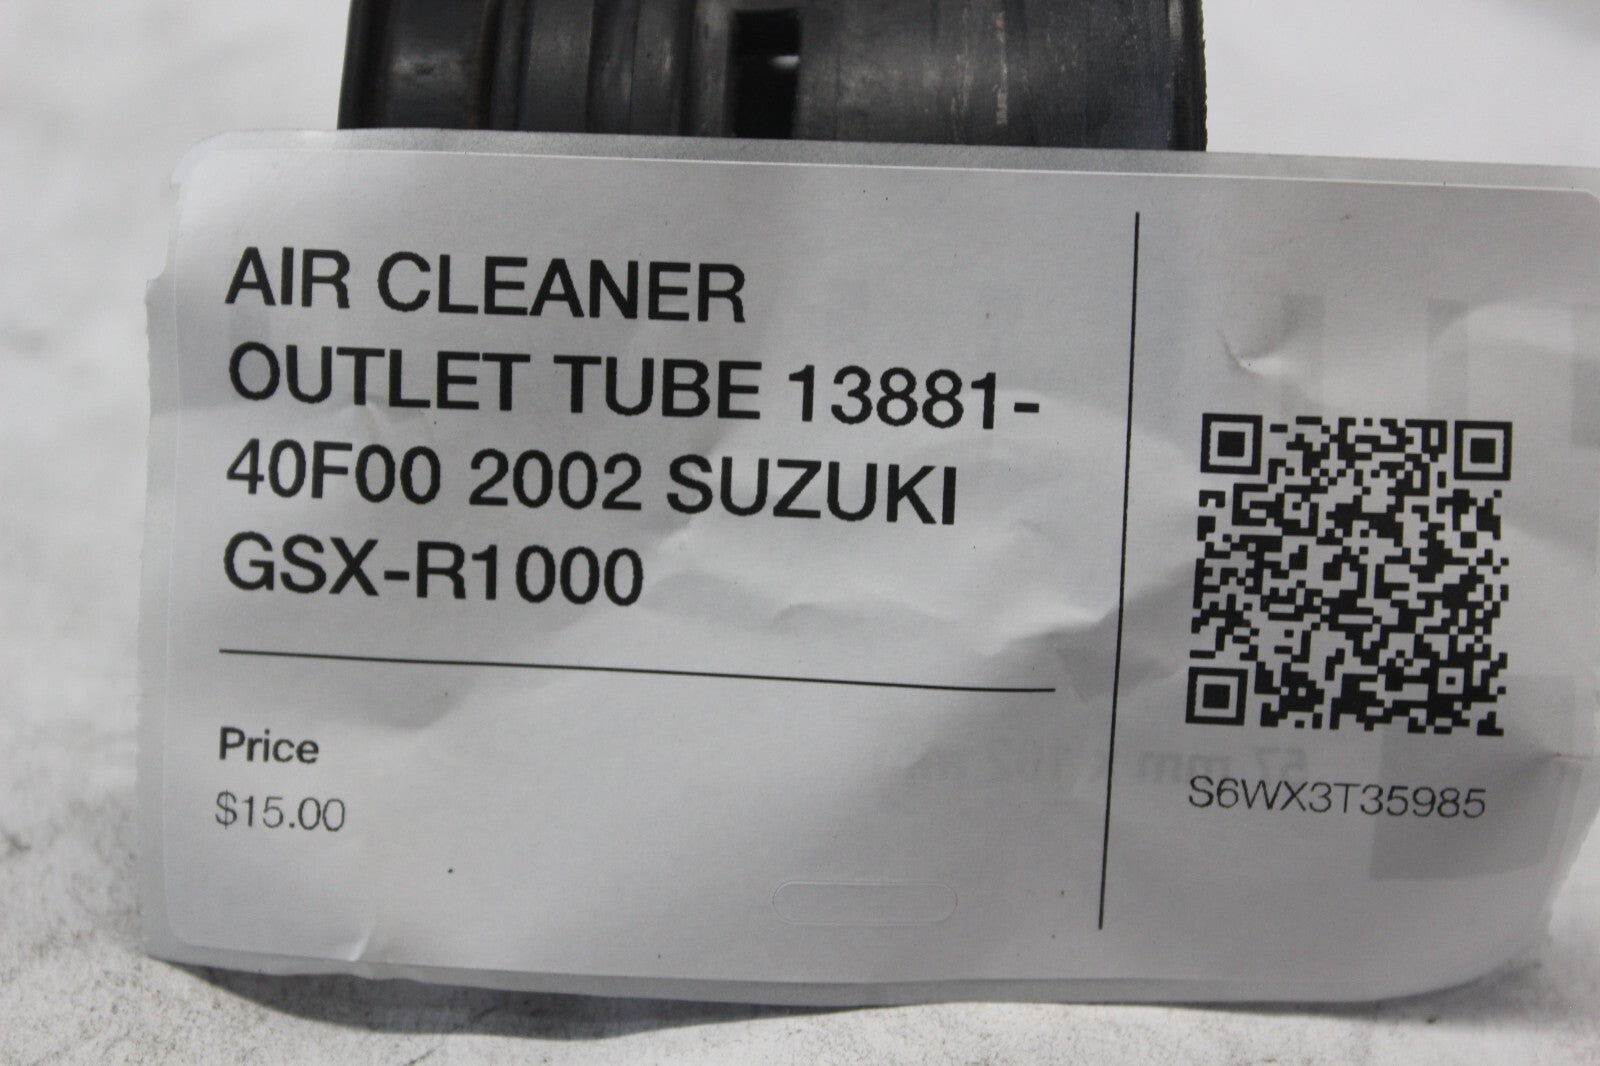 AIR CLEANER
OUTLET TUBE 13881-
40F00 2002 SUZUKI
GSX-R1000
Price
$15.00
S6WX3T35985